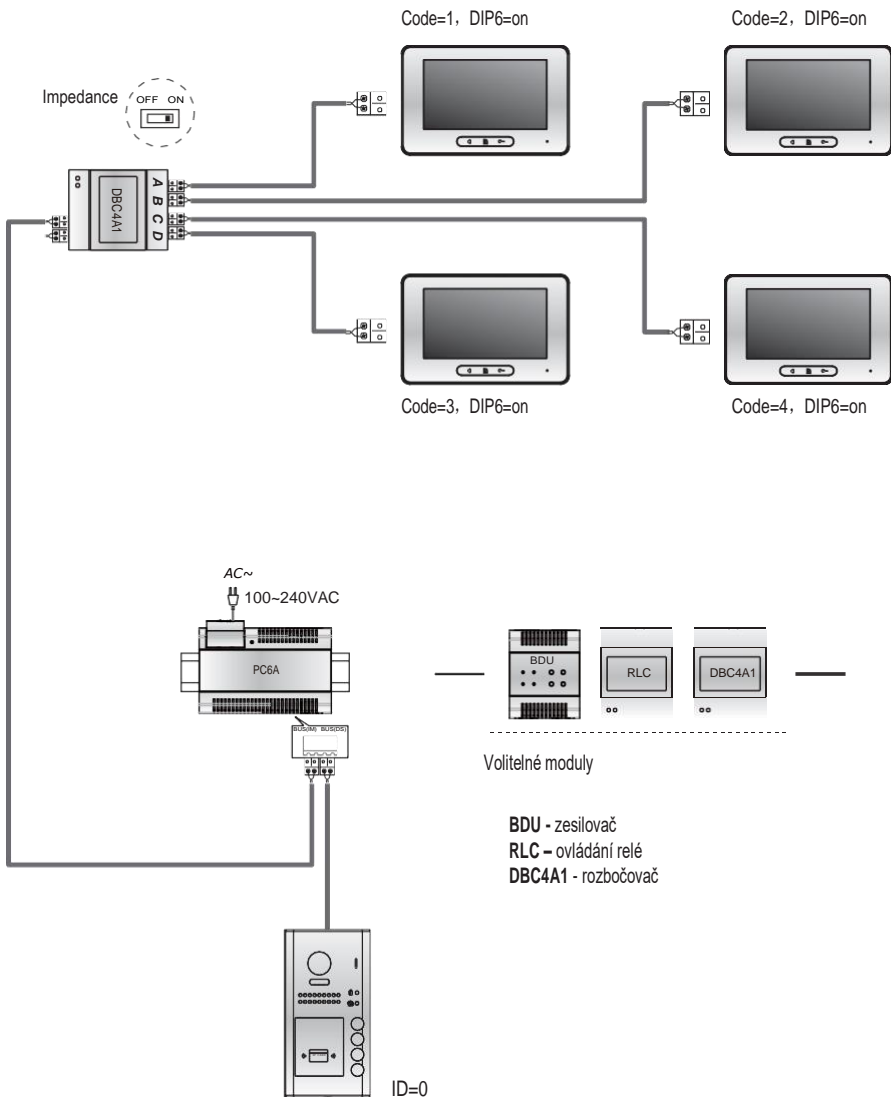 Code=1, DIP6=on
Code=2, DIP6=on
Impedance
OFF ON
DBC4A1
A
B
C
D
Code=3, DIP6=on
Code=4, DIP6=on
AC~
100~240VAC
PC6A
BUS(IM) BUS(DS)
BDU
RLC
DBC4A1
Volitelné moduly
BDU - zesilovač
RLC – ovládání relé
DBC4A1 - rozbočovač
ID=0